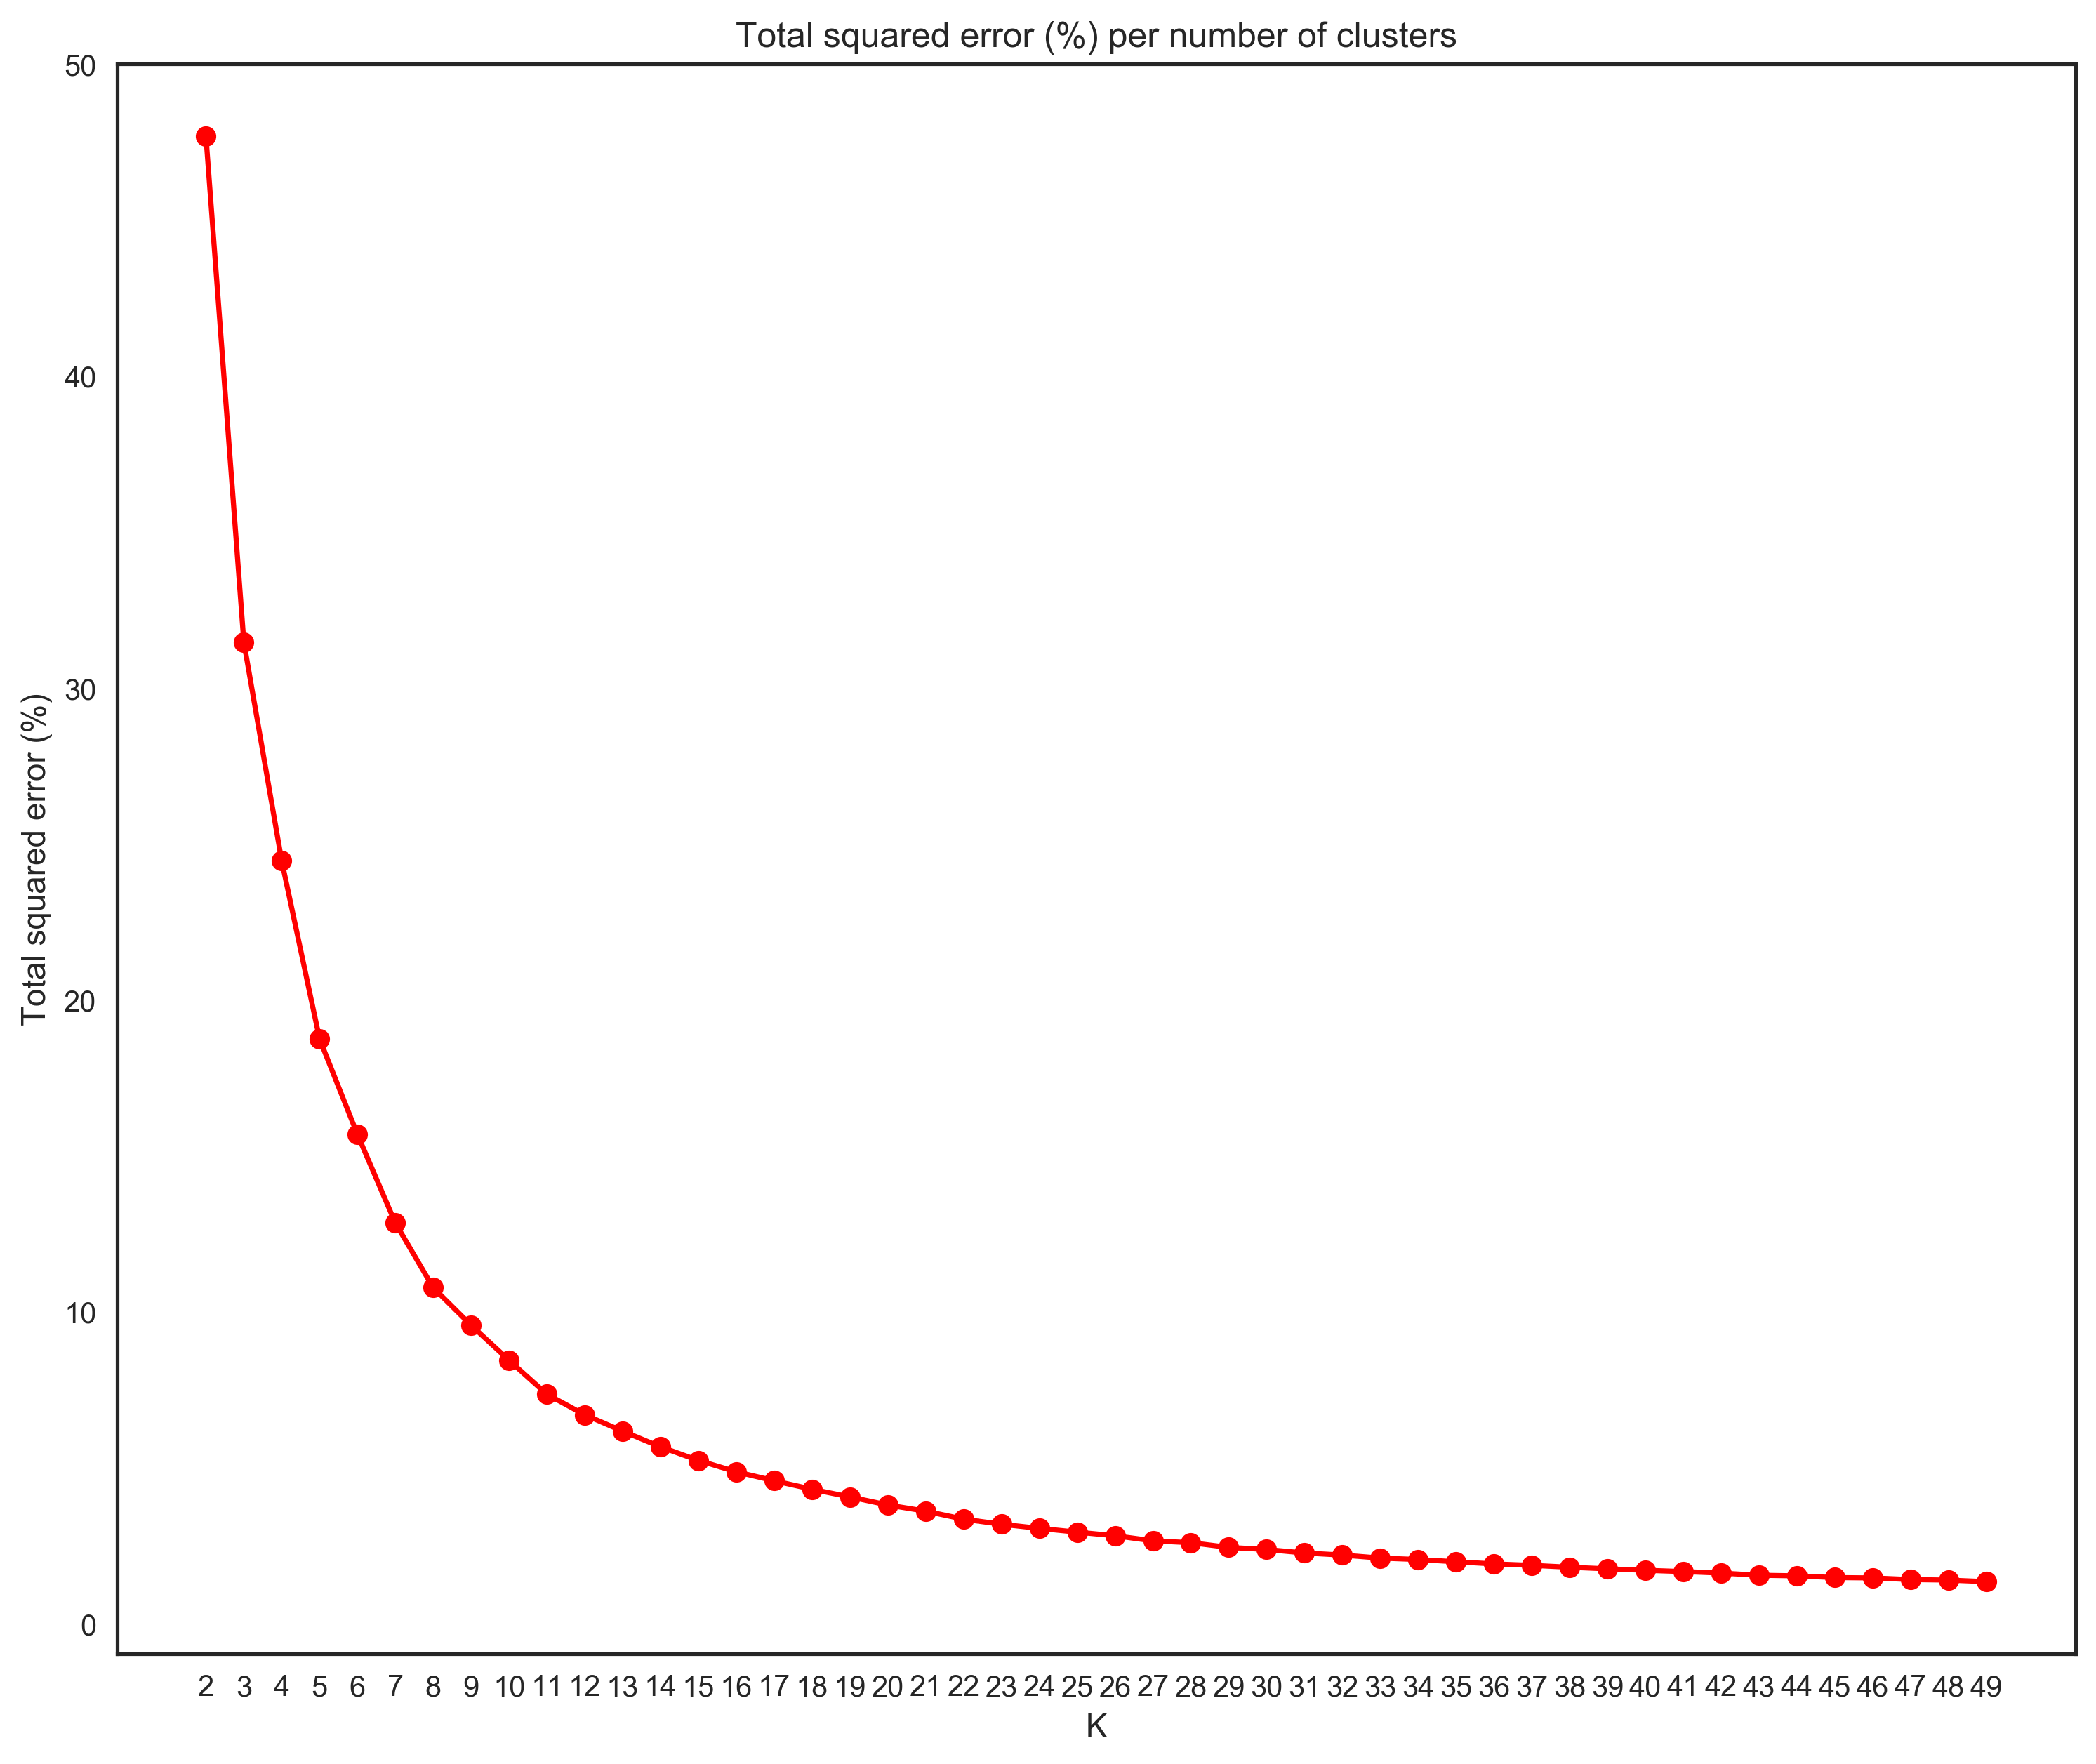 Total squared error (%) per number of clusters
50
40
30
20
10
0
Total squared error (%)
2 3 4 5 6 7 8 9 10 11 12 13 14 15 16 17 18 19 20 21 22 23 24 25 26 27 28 29 30 31 32 33 34 35 36 37 38 39 40 41 42 43 44 45 46 47 48 49
K